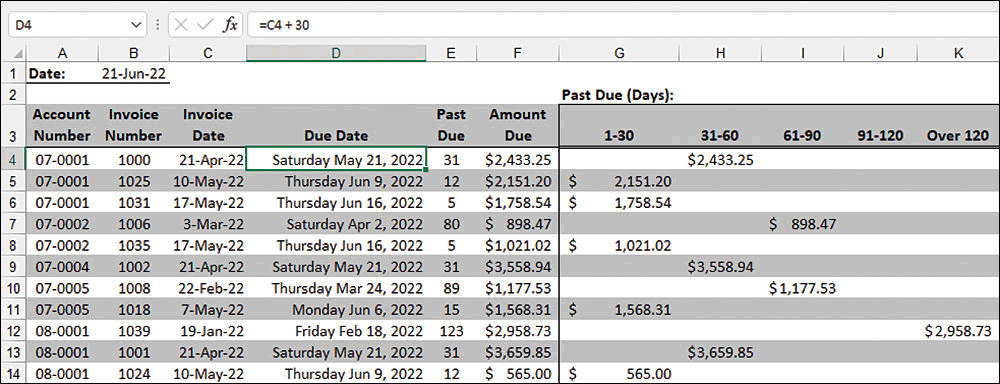 D4 fx =C4 + 30
A B C D E F G H I J K
1 Date: 21-Jun-22
2 Past Due (Days):
Account Invoice Invoice Past Amount
3 Number Number Date Due Date Due Due 1-30 31-60 61-90 91-120 Over 120
4 07-0001 1000 21-Apr-22 Saturday May 21, 2022 31 $2,433.25 $2,433.25
5 07-0001 1025 10-May-22 Thursday Jun 9, 2022 12 $2,151.20 $ 2,151.20
6 07-0001 1031 17-May-22 Thursday Jun 16, 2022 5 $1,758.54 $ 1,758.54
7 07-0002 1006 3-Mar-22 Saturday Apr 2, 2022 80 $ 898.47 $ 898.47
8 07-0002 1035 17-May-22 Thursday Jun 16, 2022 5 $1,021.02 $ 1,021.02
9 07-0004 1002 21-Apr-22 Saturday May 21, 2022 31 $3,558.94 $3,558.94
10 07-0005 1008 22-Feb-22 Thursday Mar 24, 2022 89 $1,177.53 $1,177.53
11 07-0005 1018 7-May-22 Monday Jun 6, 2022 15 $1,568.31 $ 1,568.31
12 08-0001 1039 19-Jan-22 Friday Feb 18, 2022 123 $2,958.73 $2,958.73
13 08-0001 1001 21-Apr-22 Saturday May 21, 2022 31 $3,659.85 $3,659.85
14 08-0001 1024 10-May-22 Thursday Jun 9, 2022 12 $ 565.00 $ 565.00